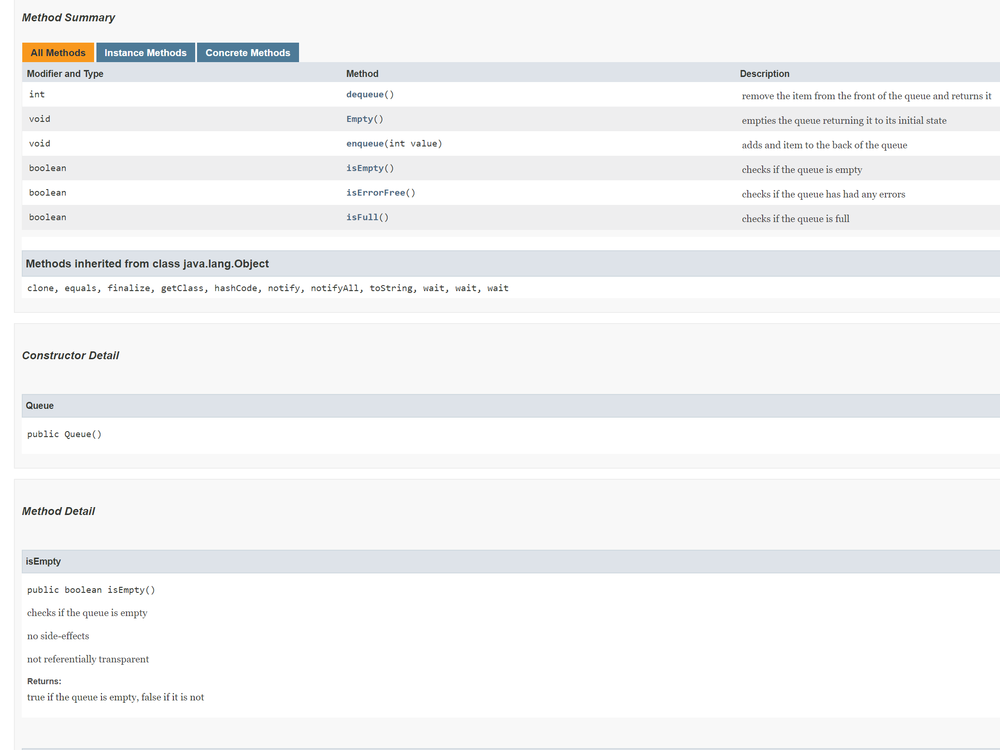 Method Summary
All Methods Instance Methods Concrete Methods
Modifier and Type Method Description
int dequeue() remove the item from the front of the queue and returns it
void Empty() empties the queue returning it to its initial state
void enqueue(int value) adds and item to the back of the queue
boolean isEmpty() checks if the queue is empty
boolean isErrorFree() checks if the queue has had any errors
boolean isFull() checks if the queue is full
Methods inherited from class java.lang.Object
clone, equals, finalize, getClass, hashCode, notify, notifyAll, toString, wait, wait, wait
Constructor Detail
Queue
public Queue()
Method Detail
isEmpty
public boolean isEmpty()
checks if the queue is empty
no side-effects
not referentially transparent
Returns:
true if the queue is empty, false if it is not